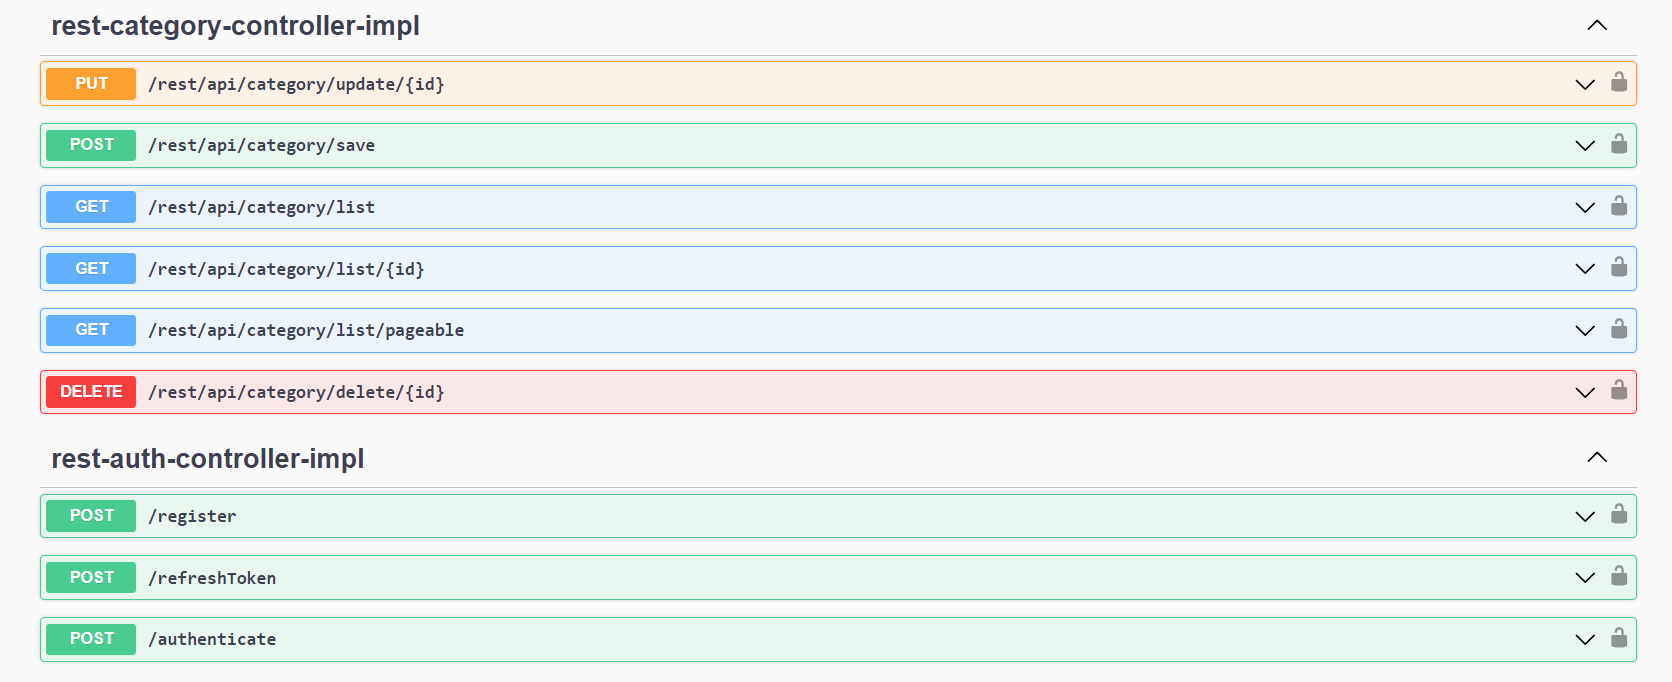 rest-category-controller-impl
PUT /rest/api/category/update/{id}
POST /rest/api/category/save
GET /rest/api/category/list
GET /rest/api/category/list/{id}
GET /rest/api/category/list/pageable
DELETE /rest/api/category/delete/{id}
rest-auth-controller-impl
POST /register
POST /refreshToken
POST /authenticate